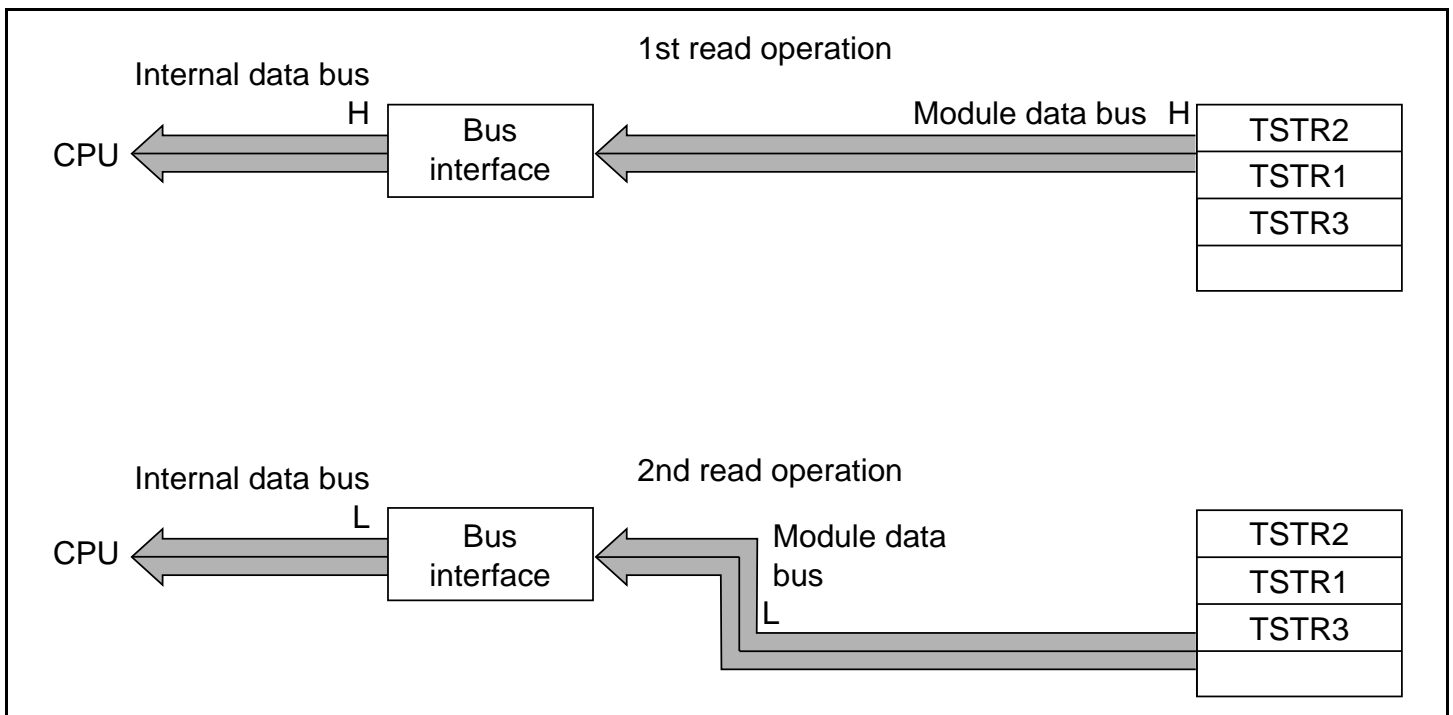 1st read operation
Internal data bus
H
Bus
interface
CPU
Module data bus H
TSTR2
TSTR1
TSTR3
2nd read operation
Internal data bus
L
Bus
interface
CPU
Module data
bus
L
TSTR2
TSTR1
TSTR3